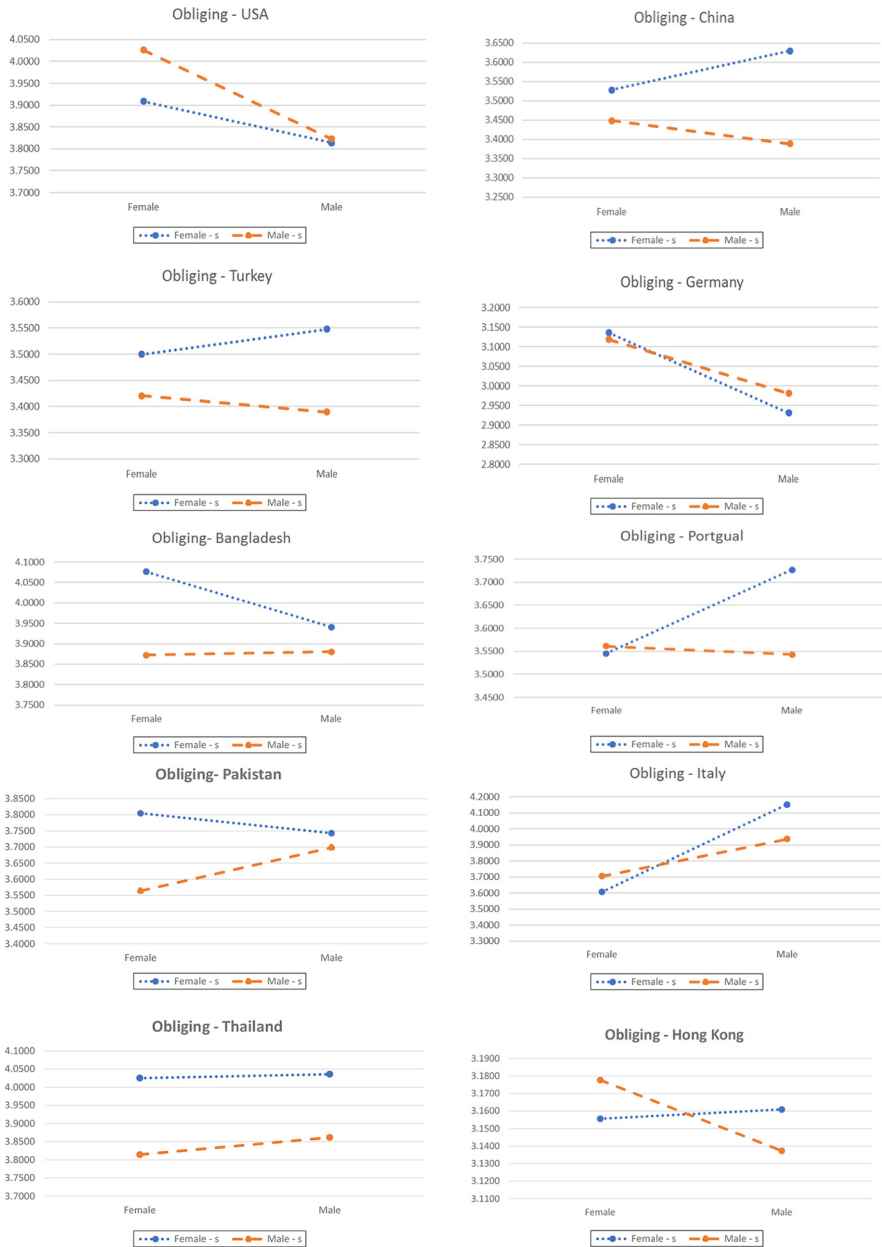 Obliging - USA
4.0500
4.0000
3.9500
3.9000
3.8500
3.8000
3.7500
3.7000
Female Male
Female - s Male - s
Obliging - China
3.6500
3.6000
3.5500
3.5000
3.4500
3.4000
3.3500
3.3000
3.2500
Female Male
Female - s Male - s
Obliging - Turkey
3.6000
3.5500
3.5000
3.4500
3.4000
3.3500
3.3000
Female Male
Female - s Male - s
Obliging - Germany
3.2000
3.1500
3.1000
3.0500
3.0000
2.9500
2.9000
2.8500
2.8000
Female Male
Female - s Male - s
Obliging- Bangladesh
4.1000
4.0500
4.0000
3.9500
3.9000
3.8500
3.8000
3.7500
Female Male
Female - s Male - s
Obliging - Portgual
3.7500
3.7000
3.6500
3.6000
3.5500
3.5000
3.4500
Female Male
Female - s Male - s
Obliging- Pakistan
3.8500
3.8000
3.7500
3.7000
3.6500
3.6000
3.5500
3.5000
3.4500
3.4000
Female Male
Female - s Male - s
Obliging - Italy
4.2000
4.1000
4.0000
3.9000
3.8000
3.7000
3.6000
3.5000
3.4000
3.3000
Female Male
Female - s Male - s
Obliging - Thailand
4.1000
4.0500
4.0000
3.9500
3.9000
3.8500
3.8000
3.7500
3.7000
Female Male
Female - s Male - s
Obliging - Hong Kong
3.1900
3.1800
3.1700
3.1600
3.1500
3.1400
3.1300
3.1200
3.1100
Female Male
Female - s Male - s